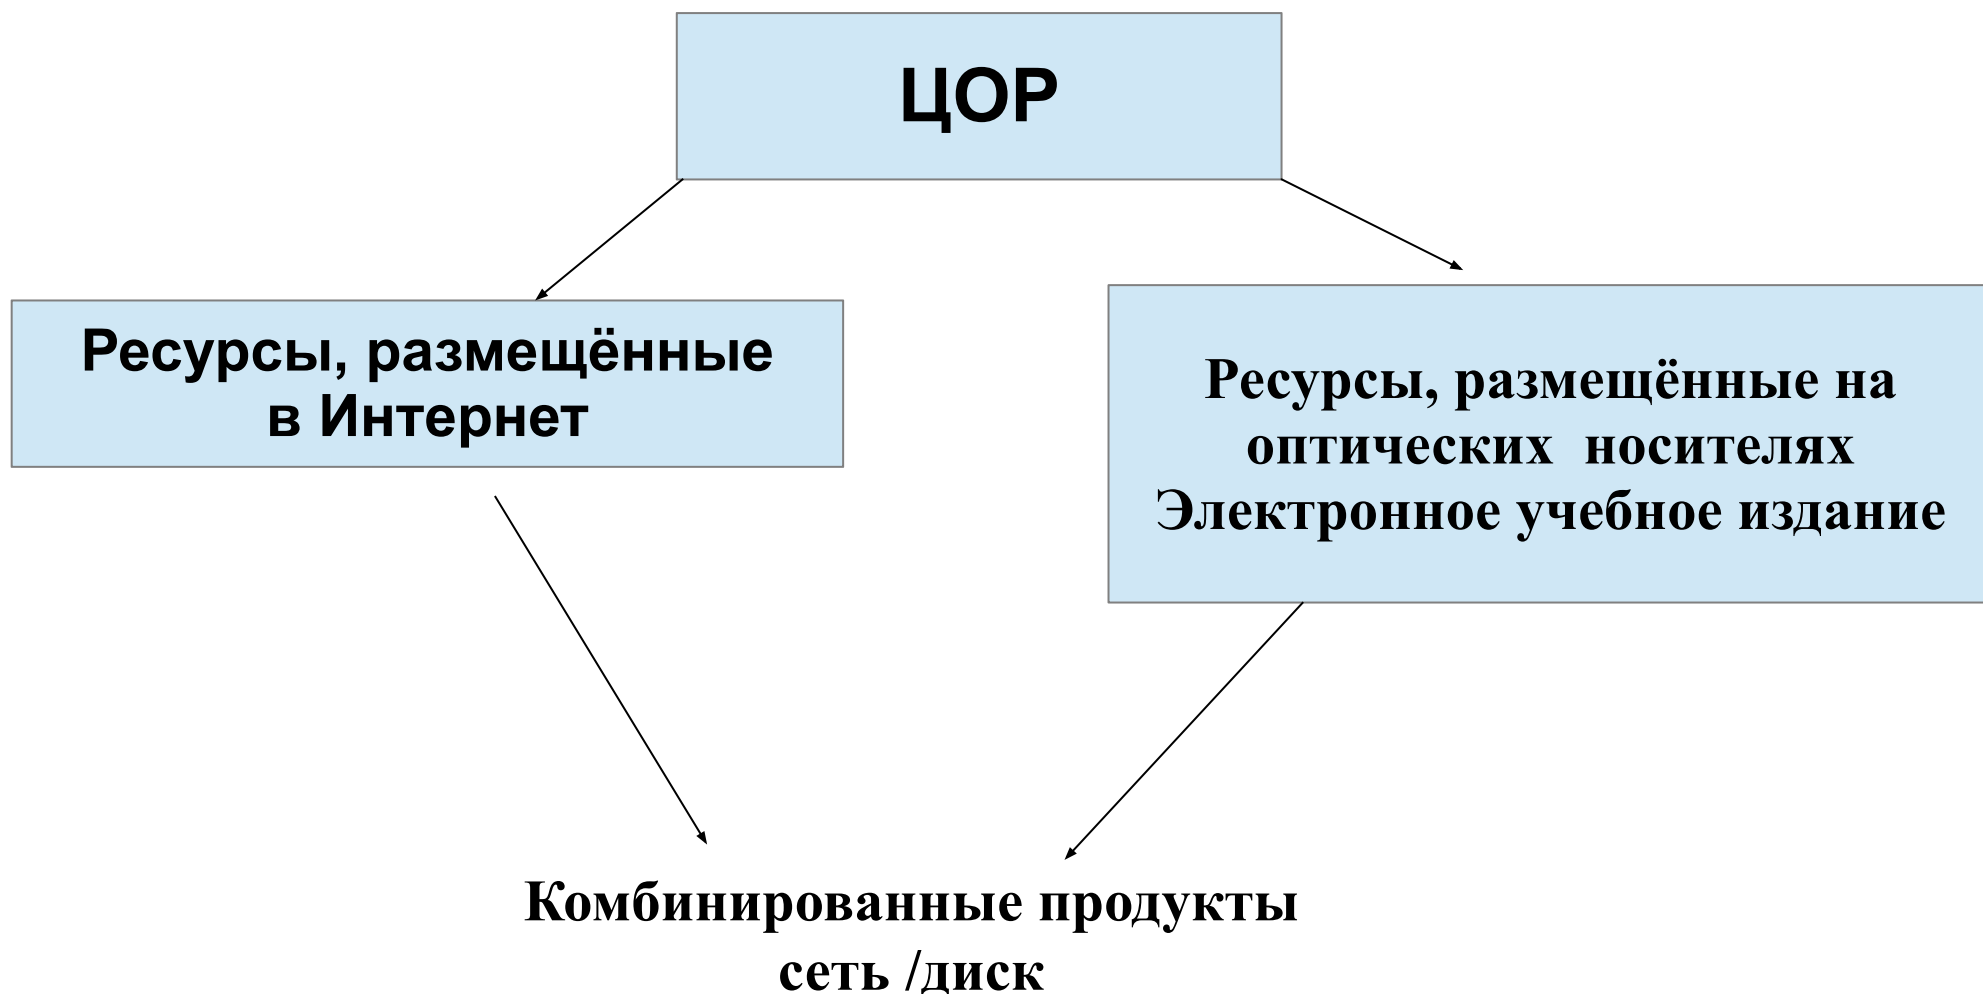 ЦОР
Ресурсы, размещённые
в Интернет
Ресурсы, размещённые на
оптических носителях
Электронное учебное издание
Комбинированные продукты
сеть /диск